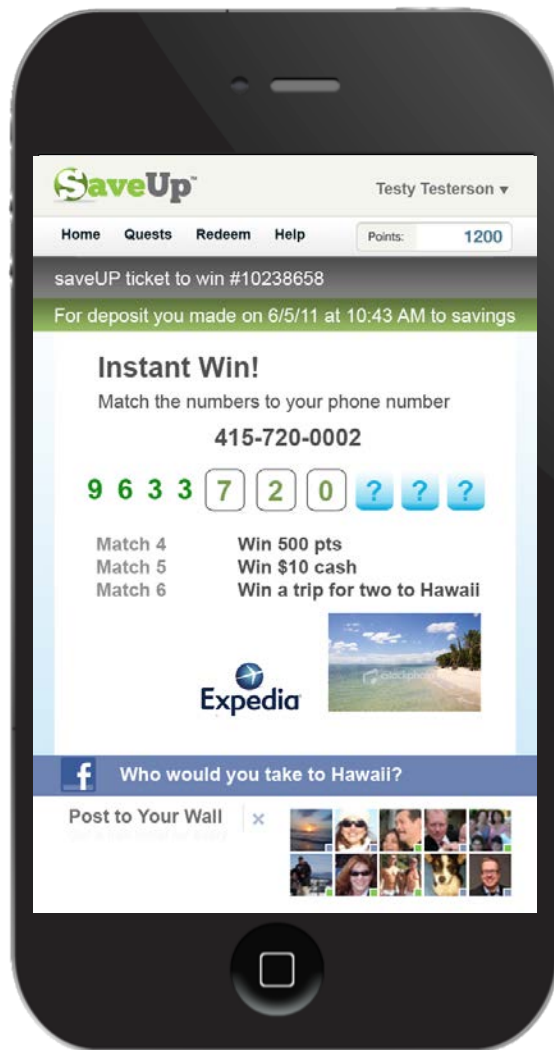 SaveUp™
Testy Testerson ▾
Home Quests Redeem Help Points: 1200
saveUP ticket to win #10238658
For deposit you made on 6/5/11 at 10:43 AM to savings
Instant Win!
Match the numbers to your phone number
415-720-0002
9 6 3 3 7 2 0 ? ? ?
Match 4 Win 500 pts
Match 5 Win $10 cash
Match 6 Win a trip for two to Hawaii
iStockphoto
Expedia
f Who would you take to Hawaii?
Post to Your Wall ×